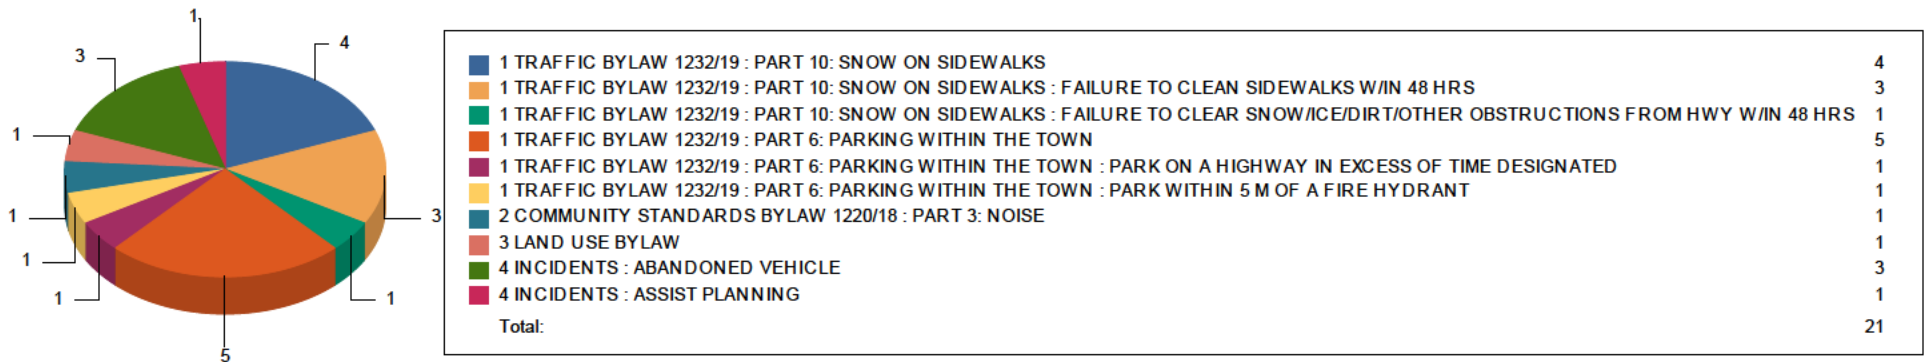 1
4
3
1
1
1
1
5
1
3
1 TRAFFIC BYLAW 1232/19 : PART 10: SNOW ON SIDEWALKS 4
1 TRAFFIC BYLAW 1232/19 : PART 10: SNOW ON SIDEWALKS : FAILURE TO CLEAN SIDEWALKS W/IN 48 HRS 3
1 TRAFFIC BYLAW 1232/19 : PART 10: SNOW ON SIDEWALKS : FAILURE TO CLEAR SNOW/ICE/DIRT/OTHER OBSTRUCTIONS FROM HWY W/IN 48 HRS 1
1 TRAFFIC BYLAW 1232/19 : PART 6: PARKING WITHIN THE TOWN 5
1 TRAFFIC BYLAW 1232/19 : PART 6: PARKING WITHIN THE TOWN : PARK ON A HIGHWAY IN EXCESS OF TIME DESIGNATED 1
1 TRAFFIC BYLAW 1232/19 : PART 6: PARKING WITHIN THE TOWN : PARK WITHIN 5 M OF A FIRE HYDRANT 1
2 COMMUNITY STANDARDS BYLAW 1220/18 : PART 3: NOISE 1
3 LAND USE BYLAW 1
4 INCIDENTS : ABANDONED VEHICLE 3
4 INCIDENTS : ASSIST PLANNING 1
Total: 21